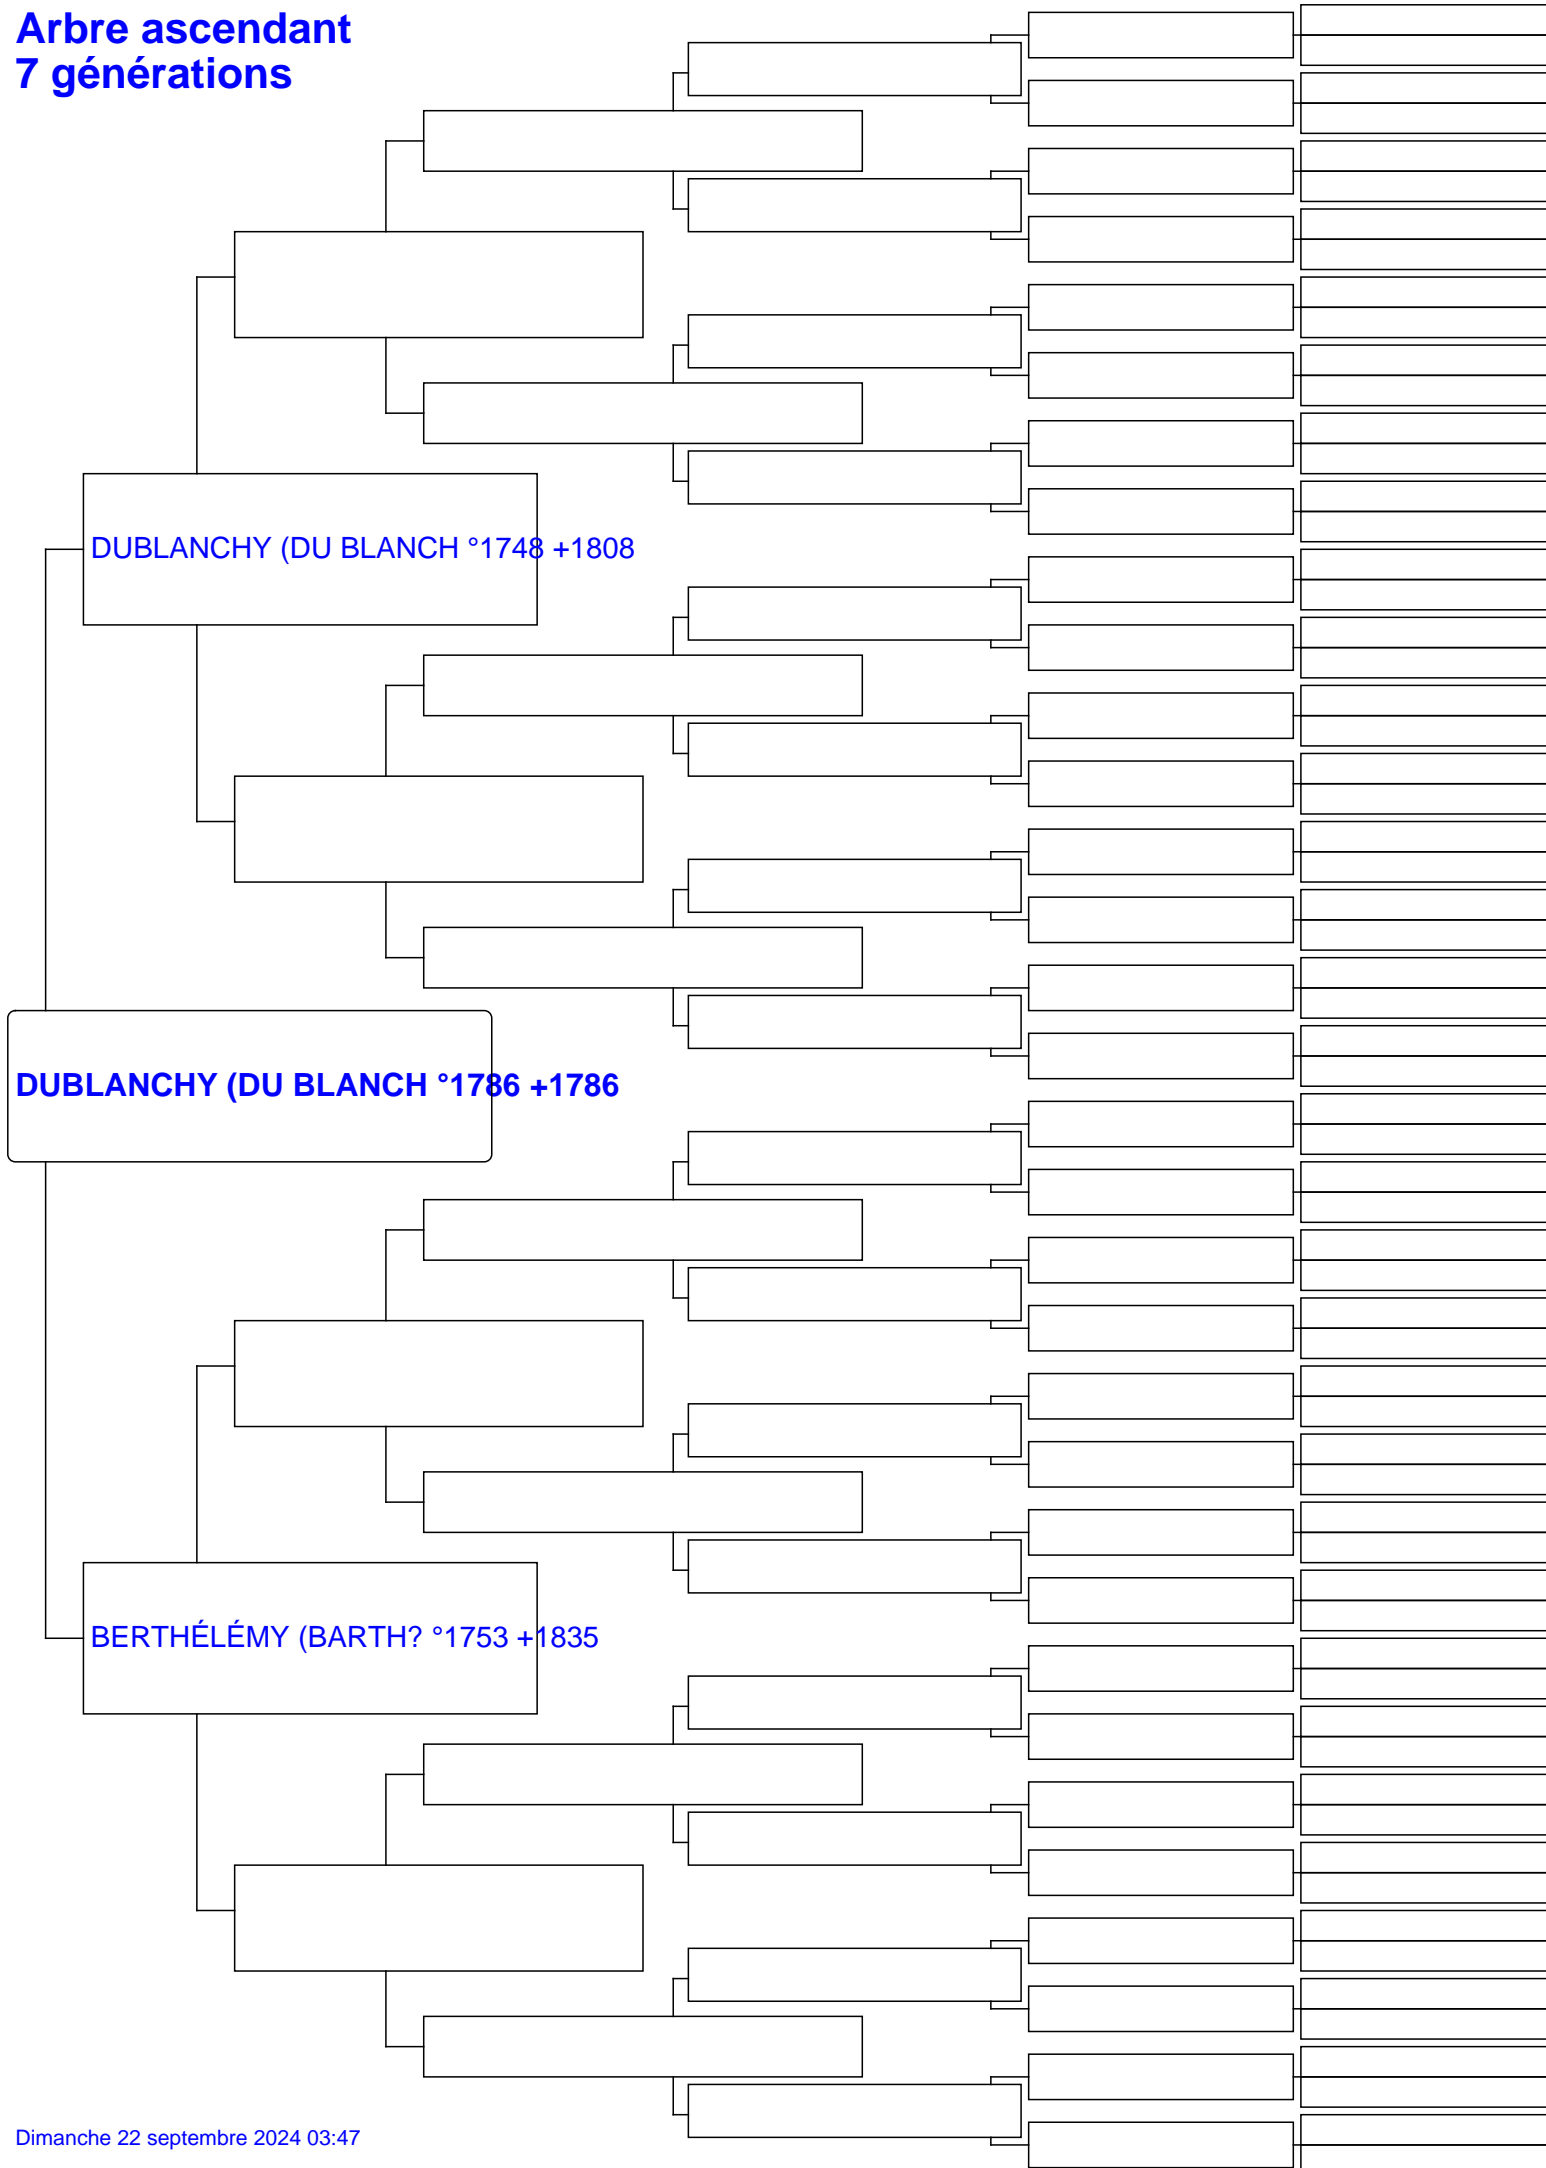 Arbre ascendant
7 générations
DUBLANCHY (DU BLANCH °1748 +1808
DUBLANCHY (DU BLANCH °1786 +1786
BERTHÉLÉMY (BARTH? °1753 +1835
Dimanche 22 septembre 2024 03:47